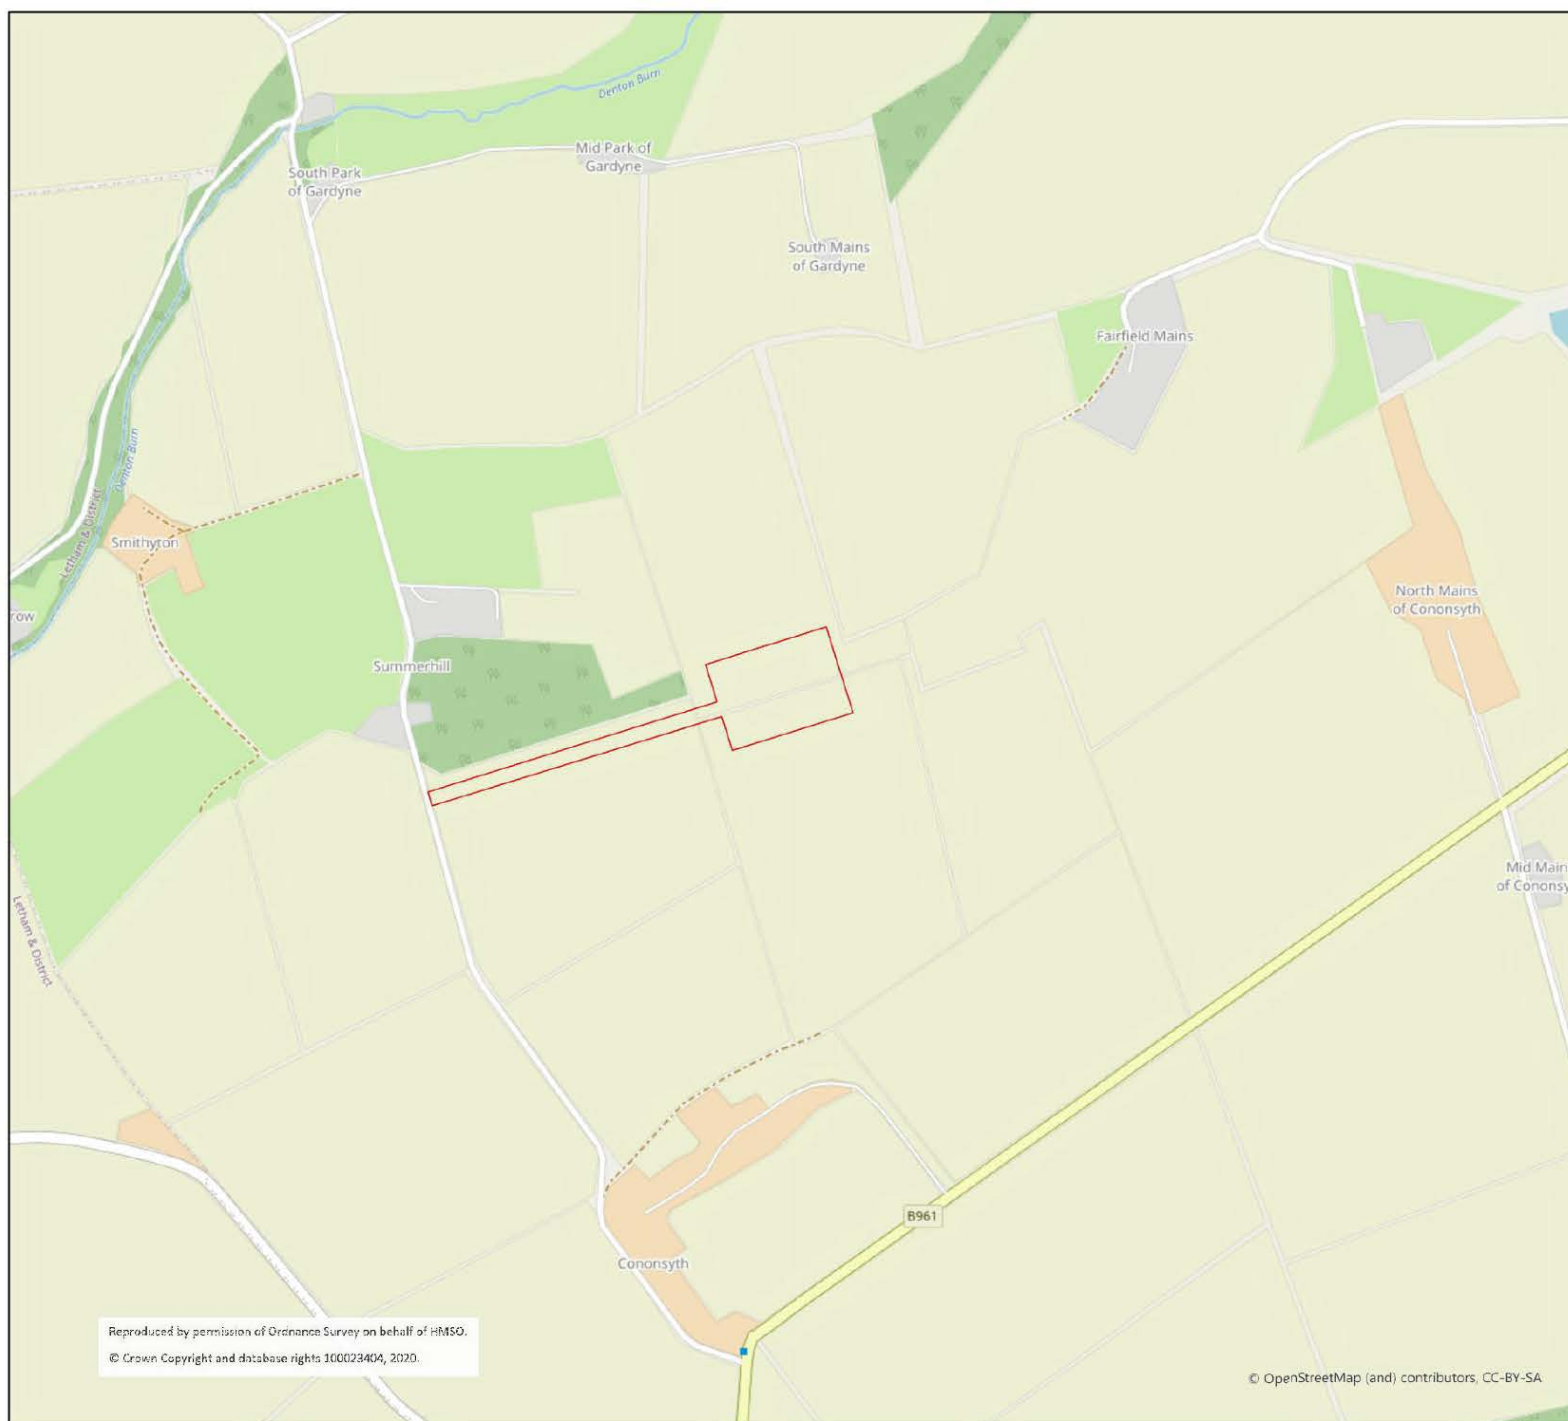 Denton Burn
Mid Park of
Gardyne
South Park
of Gardyne
South Mains
of Gardyne
Fairfield Mains
Denton Burn
Letham & District
Smithyton
row
North Mains
of Cononsyth
Summerhill
Mid Main
of Cononsy
Letham & District
B961
Cononsyth
Reproduced by permission of Ordnance Survey on behalf of HMSO.
© Crown Copyright and database rights 100023404, 2020.
© OpenStreetMap (and) contributors, CC-BY-SA